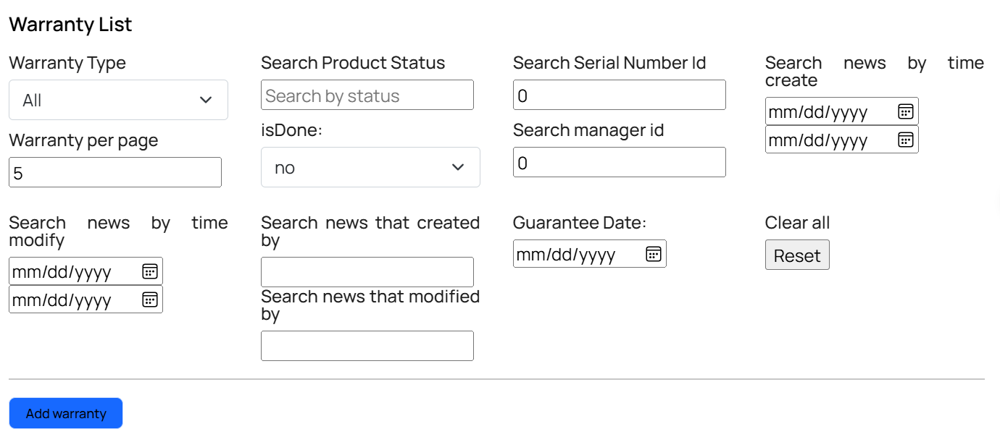 Warranty List
Warranty Type
All
Warranty per page
5
Search Product Status
Search by status
isDone:
no
Search Serial Number Id
0
Search manager id
0
Search news by time
create
mm/dd/yyyy
mm/dd/yyyy
Search news by time
modify
mm/dd/yyyy
mm/dd/yyyy
Search news that created
by
Search news that modified
by
Guarantee Date:
mm/dd/yyyy
Clear all
Reset
Add warranty